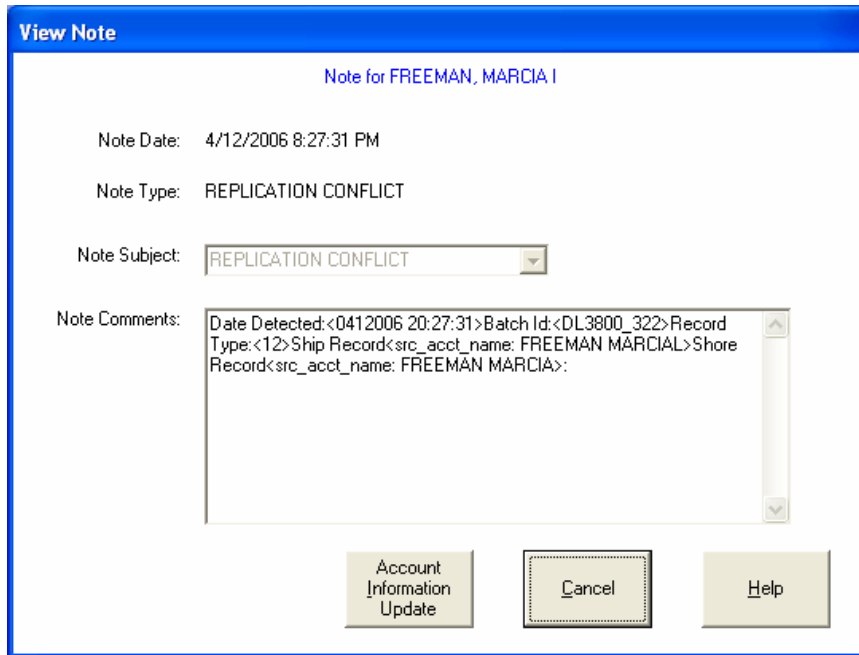 View Note
Note for FREEMAN, MARCIA I
Note Date: 4/12/2006 8:27:31 PM
Note Type: REPLICATION CONFLICT
Note Subject: REPLICATION CONFLICT
Note Comments: Date Detected:<0412006 20:27:31>Batch Id:<DL3800_322>Record
Type:<12>Ship Record<src_acct_name: FREEMAN MARCIAL>Shore
Record<src_acct_name: FREEMAN MARCIA>:
Account
Information
Update
Cancel
Help